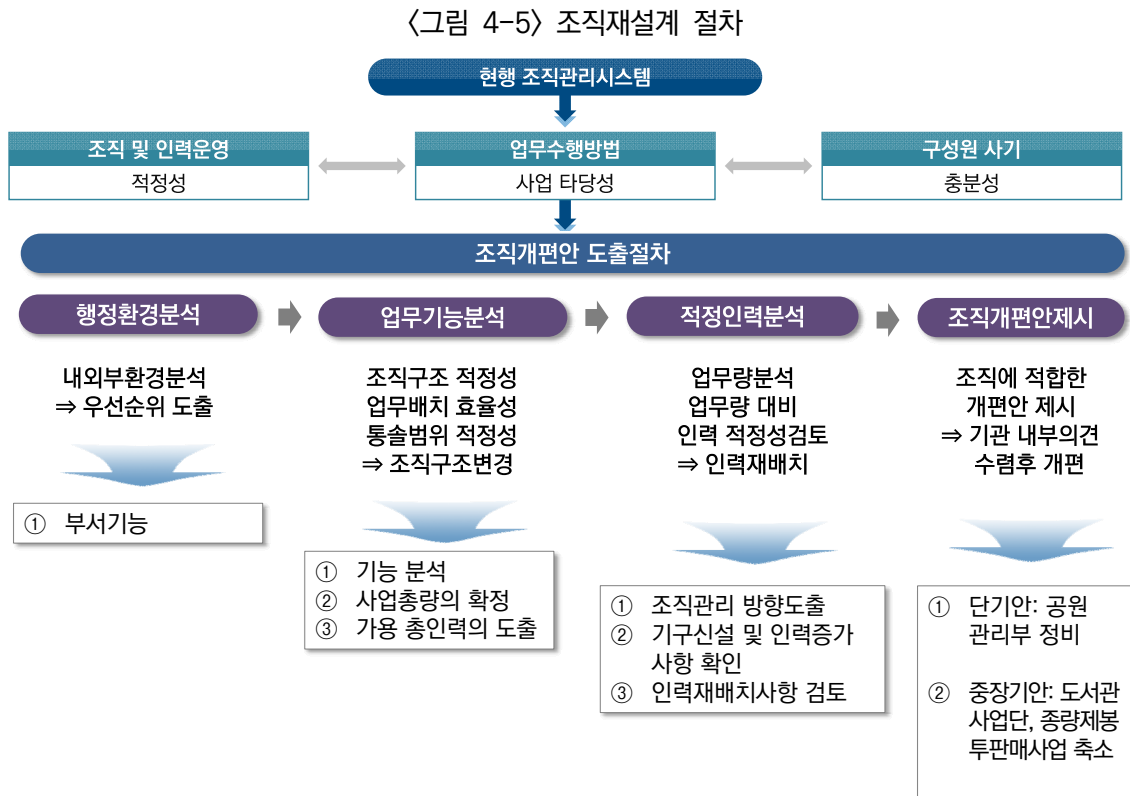 〈그림 4-5〉 조직재설계 절차
현행 조직관리시스템
조직 및 인력운영
적정성
업무수행방법
사업 타당성
구성원 사기
충분성
조직개편안 도출절차
행정환경분석
내외부환경분석
⇒ 우선순위 도출
① 부서기능
업무기능분석
조직구조 적정성
업무배치 효율성
통솔범위 적정성
⇒ 조직구조변경
① 기능 분석
② 사업총량의 확정
③ 가용 총인력의 도출
적정인력분석
업무량분석
업무량 대비
인력 적정성검토
⇒ 인력재배치
① 조직관리 방향도출
② 기구신설 및 인력증가
사항 확인
③ 인력재배치사항 검토
조직개편안제시
조직에 적합한
개편안 제시
⇒ 기관 내부의견
수렴후 개편
① 단기안: 공원
관리부 정비
② 중장기안: 도서관
사업단, 종량제봉
투판매사업 축소